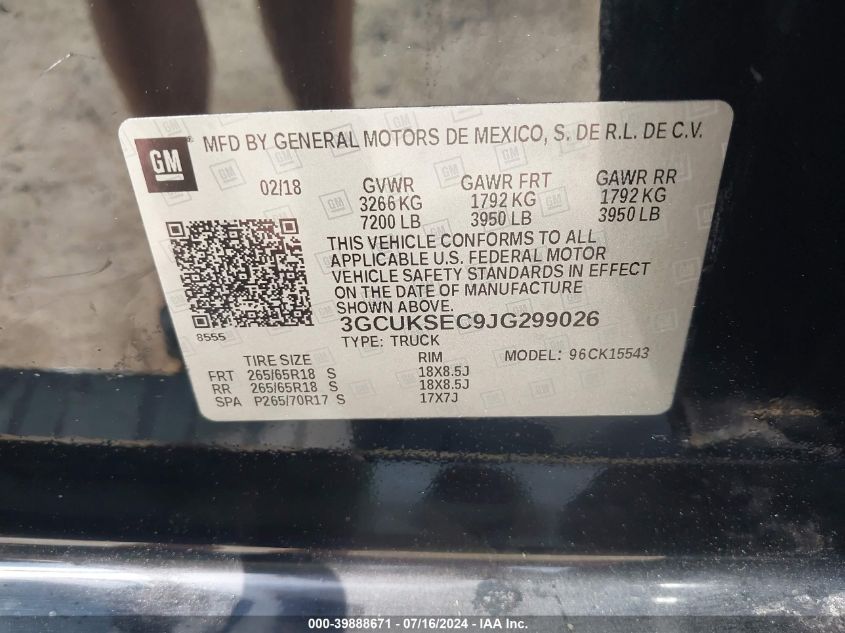 GM
MFD BY GENERAL MOTORS DE MEXICO, S. DE R.L. DE C.V.
02/18 GVWR GAWR FRT GAWR RR
3266 KG 1792 KG 1792 KG
7200 LB 3950 LB 3950 LB
THIS VEHICLE CONFORMS TO ALL
APPLICABLE U.S. FEDERAL MOTOR
VEHICLE SAFETY STANDARDS IN EFFECT
ON THE DATE OF MANUFACTURE
SHOWN ABOVE.
8555
3GCUKSEC9JG299026
TYPE: TRUCK
MODEL: 96CK15543
TIRE SIZE RIM
FRT 265/65R18 S 18X8.5J
RR 265/65R18 S 18X8.5J
SPA P265/70R17 S 17X7J
000-39888671 / 07/16/2024 - IAA Inc.